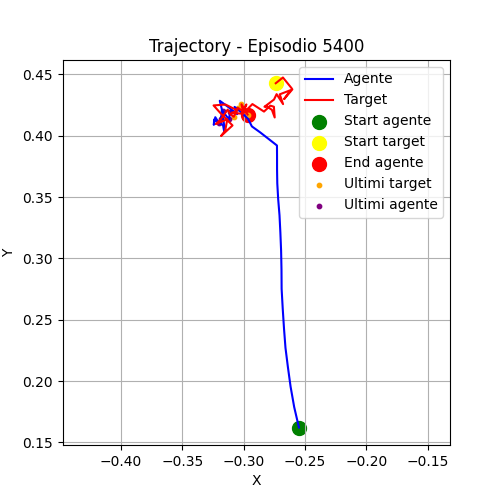 Trajectory - Episodio 5400
Agente
Target
Start agente
Start target
End agente
Ultimi target
Ultimi agente
Y
0.45
0.40
0.35
0.30
0.25
0.20
0.15
−0.40 −0.35 −0.30 −0.25 −0.20 −0.15
X